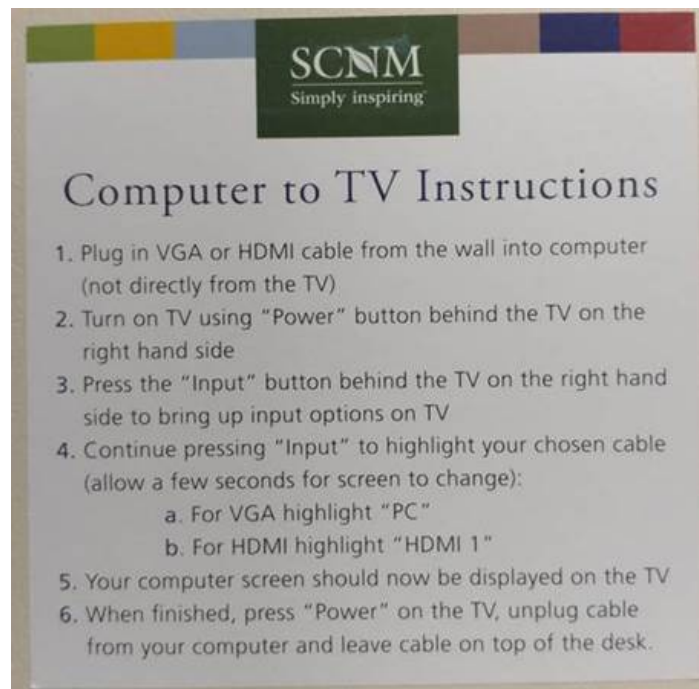 SCNM
Simply inspiring
Computer to TV Instructions
1. Plug in VGA or HDMI cable from the wall into computer
(not directly from the TV)
2. Turn on TV using “Power” button behind the TV on the
right hand side
3. Press the “Input” button behind the TV on the right hand
side to bring up input options on TV
4. Continue pressing “Input” to highlight your chosen cable
(allow a few seconds for screen to change):
a. For VGA highlight “PC”
b. For HDMI highlight “HDMI 1”
5. Your computer screen should now be displayed on the TV
6. When finished, press “Power” on the TV, unplug cable
from your computer and leave cable on top of the desk.